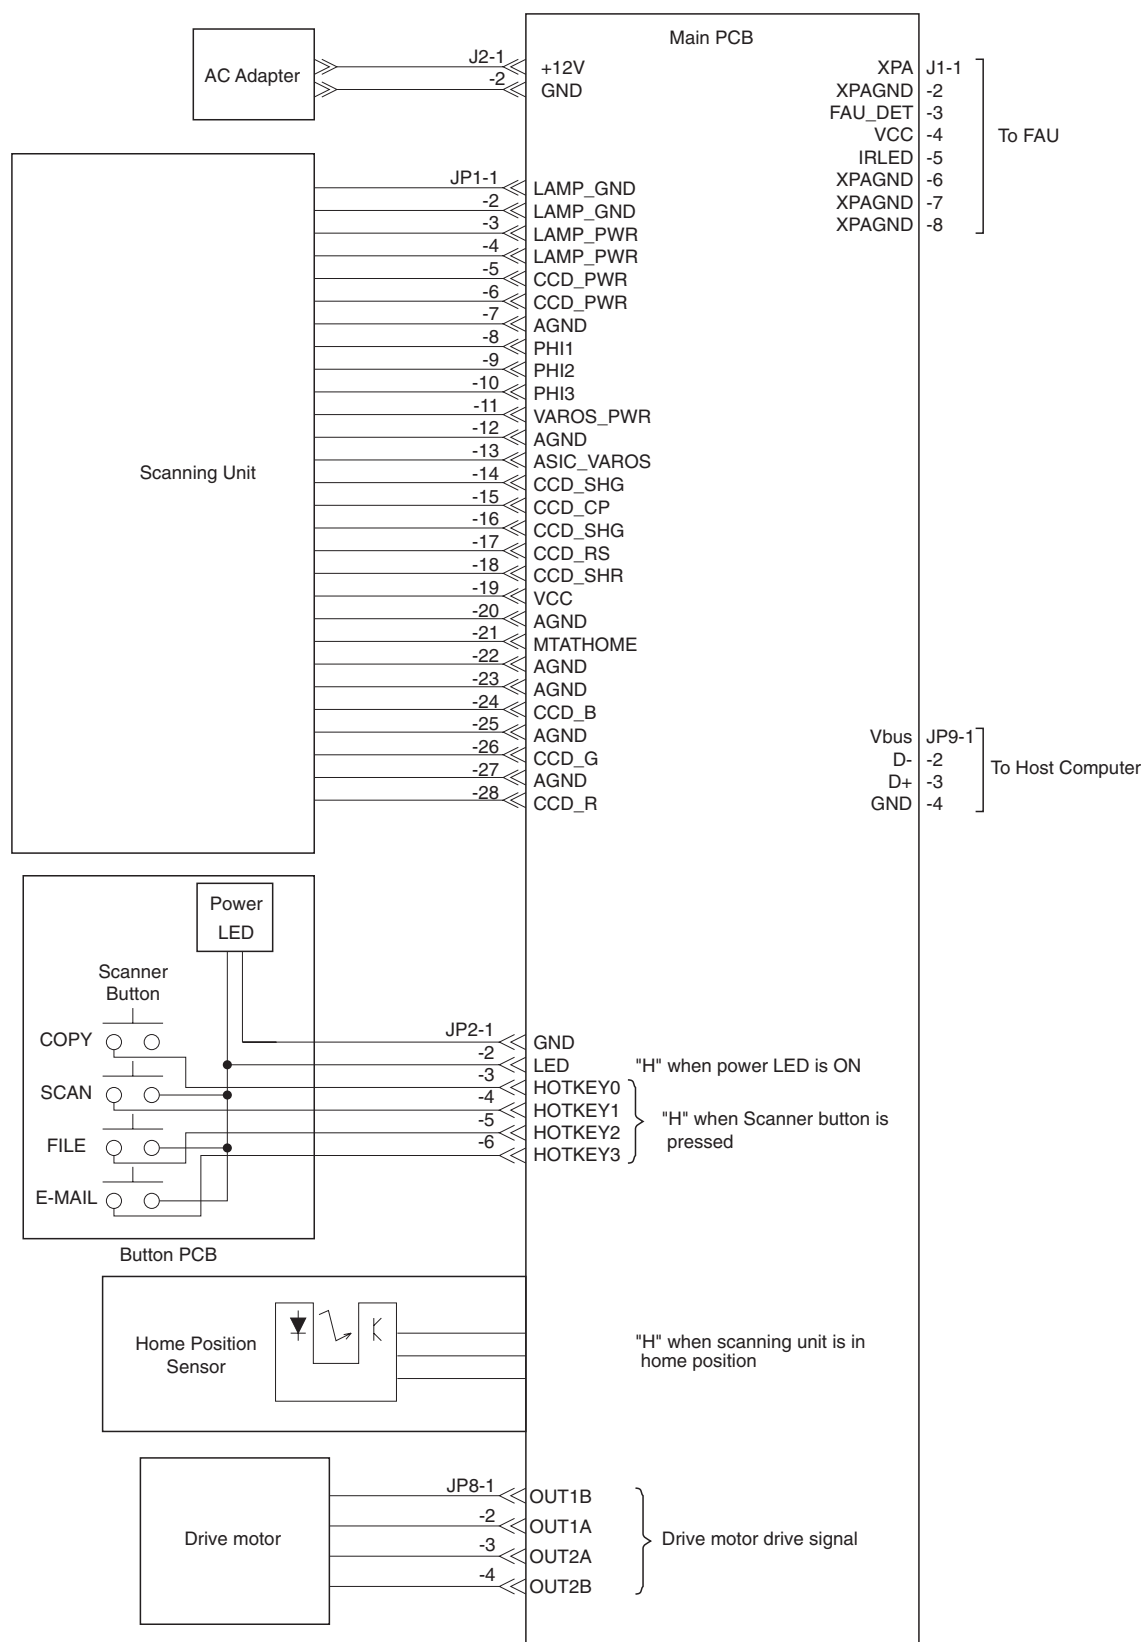 Main PCB
AC Adapter
J2-1 +12V
-2 GND
XPA J1-1
XPAGND -2
FAU_DET -3
VCC -4
IRLED -5
XPAGND -6
XPAGND -7
XPAGND -8
To FAU
Scanning Unit
JP1-1 LAMP_GND
-2 LAMP_GND
-3 LAMP_PWR
-4 LAMP_PWR
-5 CCD_PWR
-6 CCD_PWR
-7 AGND
-8 PHI1
-9 PHI2
-10 PHI3
-11 VAROS_PWR
-12 AGND
-13 ASIC_VAROS
-14 CCD_SHG
-15 CCD_CP
-16 CCD_SHG
-17 CCD_RS
-18 CCD_SHR
-19 VCC
-20 AGND
-21 MTATHOME
-22 AGND
-23 AGND
-24 CCD_B
-25 AGND
-26 CCD_G
-27 AGND
-28 CCD_R
Vbus JP9-1
D- -2
D+ -3
GND -4
To Host Computer
Power
LED
Scanner
Button
COPY
SCAN
FILE
E-MAIL
Button PCB
JP2-1 GND
-2 LED
-3 HOTKEY0
-4 HOTKEY1
-5 HOTKEY2
-6 HOTKEY3
"H" when power LED is ON
"H" when Scanner button is
pressed
Home Position
Sensor
"H" when scanning unit is in
home position
Drive motor
JP8-1 OUT1B
-2 OUT1A
-3 OUT2A
-4 OUT2B
Drive motor drive signal